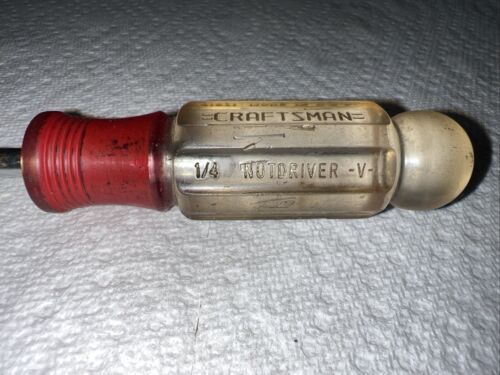 =CRAFTSMAN=
1/4 NUTDRIVER -V-